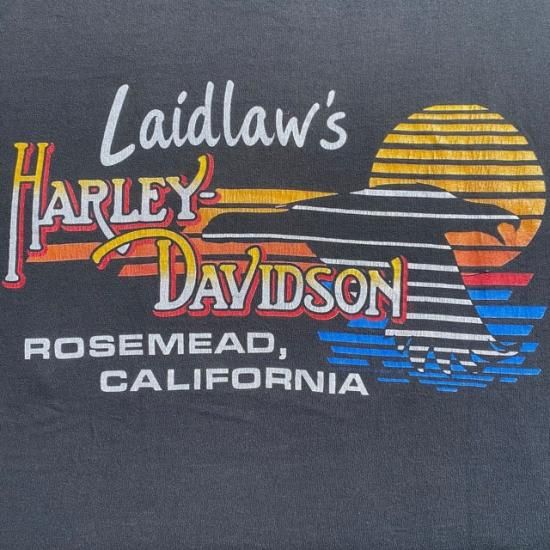 Laidlaw's
HARLEY-
DAVIDSON
ROSEMEAD,
CALIFORNIA